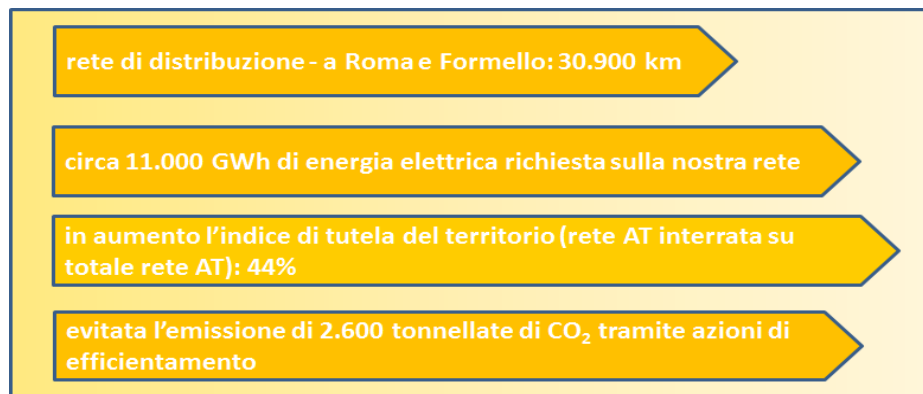 rete di distribuzione - a Roma e Formello: 30.900 km
circa 11.000 GWh di energia elettrica richiesta sulla nostra rete
in aumento l’indice di tutela del territorio (rete AT interrata su
totale rete AT): 44%
evitata l’emissione di 2.600 tonnellate di CO₂ tramite azioni di
efficientamento